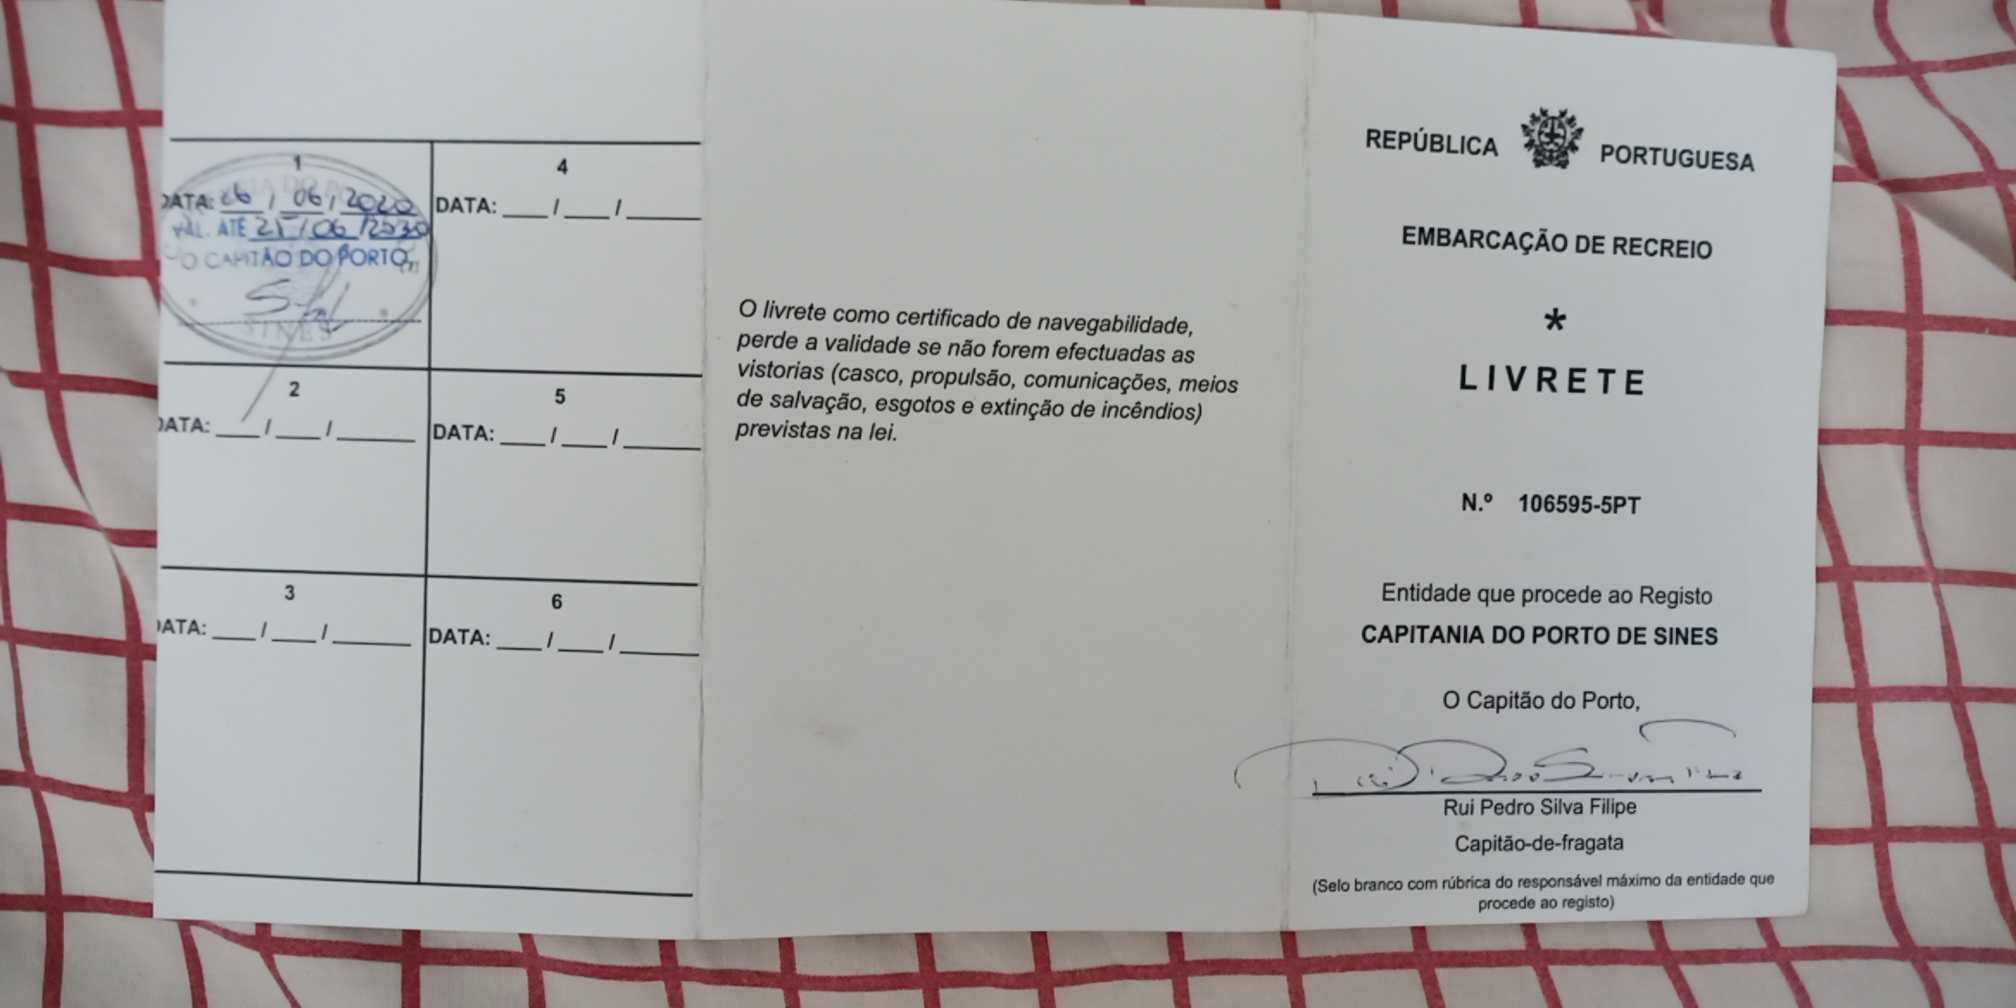 1
DATA: 26 / 06 / 2020
VAL. ATÉ 25 / 06 / 2030
O CAPITÃO DO PORTO,
SINES
2
DATA: ___ / ___ / _____
3
DATA: ___ / ___ / _____
4
DATA: ___ / ___ / _____
5
DATA: ___ / ___ / _____
6
DATA: ___ / ___ / _____
O livrete como certificado de navegabilidade,
perde a validade se não forem efectuadas as
vistorias (casco, propulsão, comunicações, meios
de salvação, esgotos e extinção de incêndios)
previstas na lei.
REPÚBLICA PORTUGUESA
EMBARCAÇÃO DE RECREIO
*
LIVRETE
N.º 106595-5PT
Entidade que procede ao Registo
CAPITANIA DO PORTO DE SINES
O Capitão do Porto,
Rui Pedro Silva Filipe
Capitão-de-fragata
(Selo branco com rúbrica do responsável máximo da entidade que
procede ao registo)